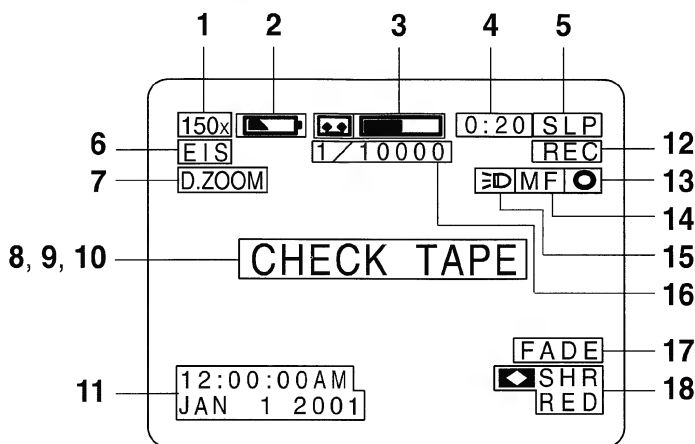 1 2 3 4 5
150x 0:20 SLP
6 EIS 1/10000 REC 12
7 D.ZOOM MF 13
14
15
8, 9, 10 CHECK TAPE
16
FADE 17
11 12:00:00AM SHR 18
JAN 1 2001 RED